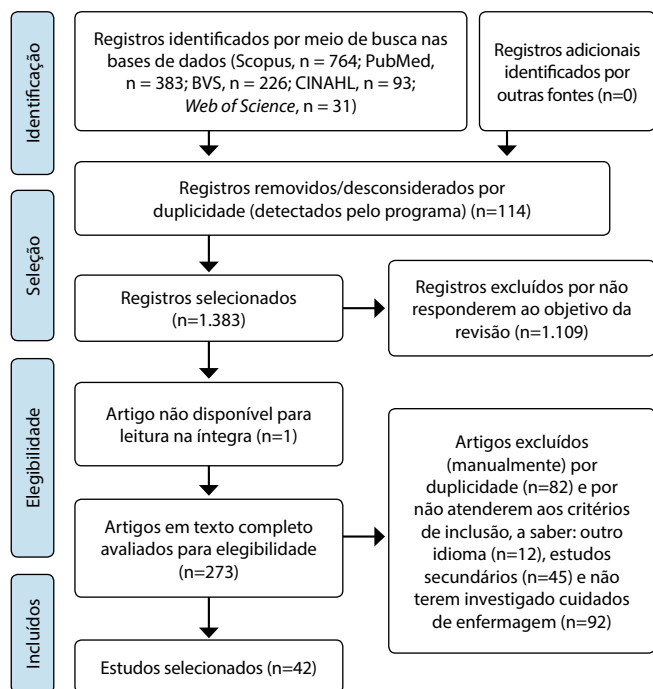 Identificação
Registros identificados por meio de busca nas
bases de dados (Scopus, n = 764; PubMed,
n = 383; BVS, n = 226; CINAHL, n = 93;
Web of Science, n = 31)
Registros adicionais
identificados por
outras fontes (n=0)
Registros removidos/desconsiderados por
duplicidade (detectados pelo programa) (n=114)
Seleção
Registros selecionados
(n=1.383)
Registros excluídos por não
responderem ao objetivo da
revisão (n=1.109)
Elegibilidade
Artigo não disponível para
leitura na íntegra (n=1)
Artigos em texto completo
avaliados para elegibilidade
(n=273)
Artigos excluídos
(manualmente) por
duplicidade (n=82) e por
não atenderem aos critérios
de inclusão, a saber: outro
idioma (n=12), estudos
secundários (n=45) e não
terem investigado cuidados
de enfermagem (n=92)
Incluídos
Estudos selecionados (n=42)